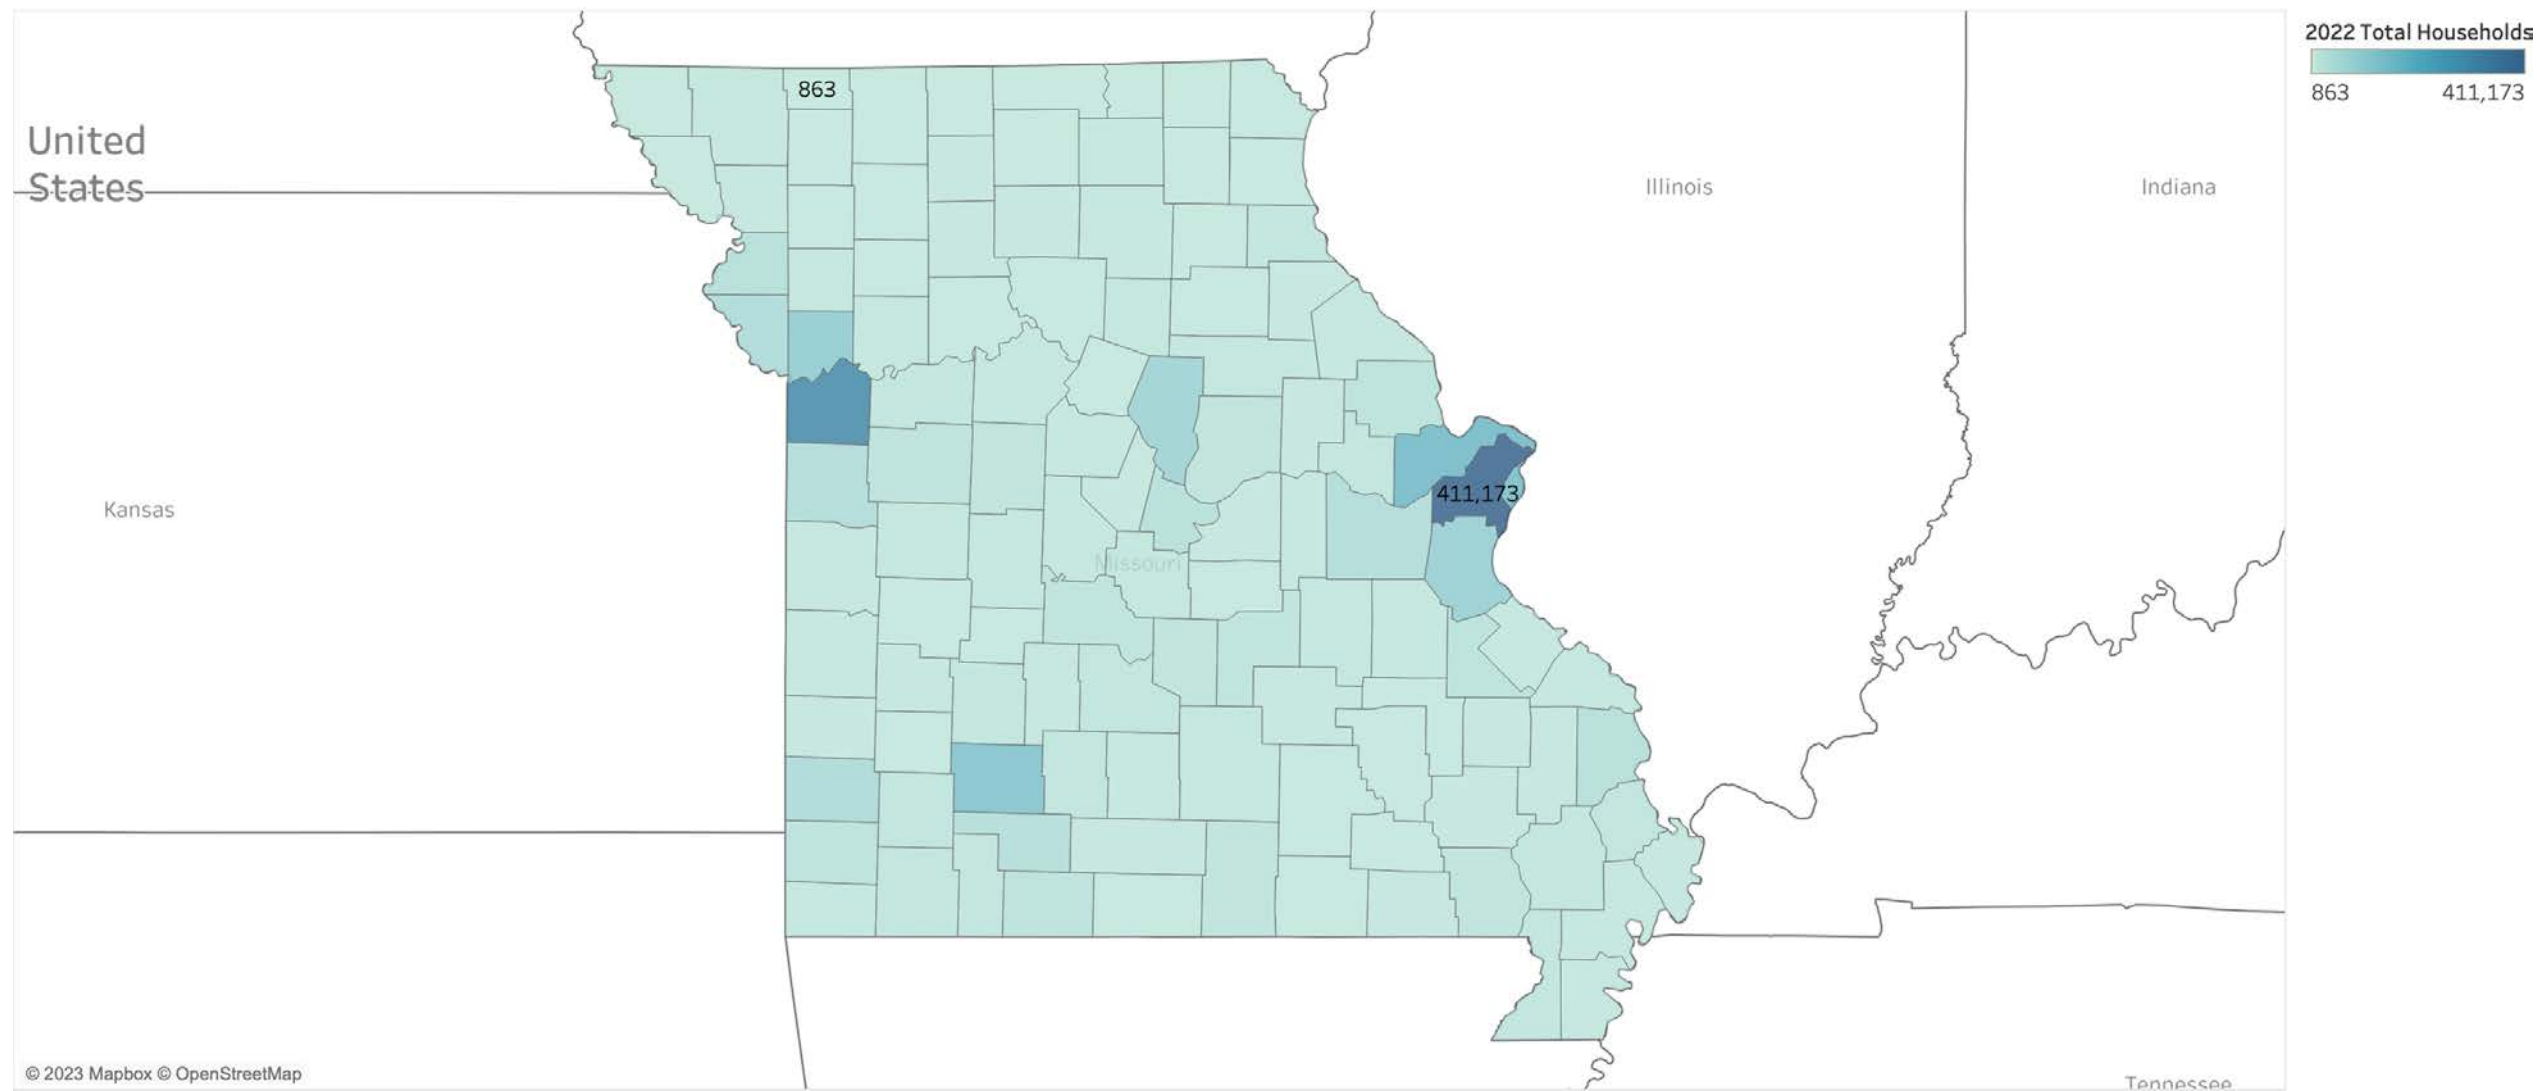 2022 Total Households
863 411,173
863
United
States
Illinois
Indiana
Kansas
411,173
Missouri
© 2023 Mapbox © OpenStreetMap
Tennessee